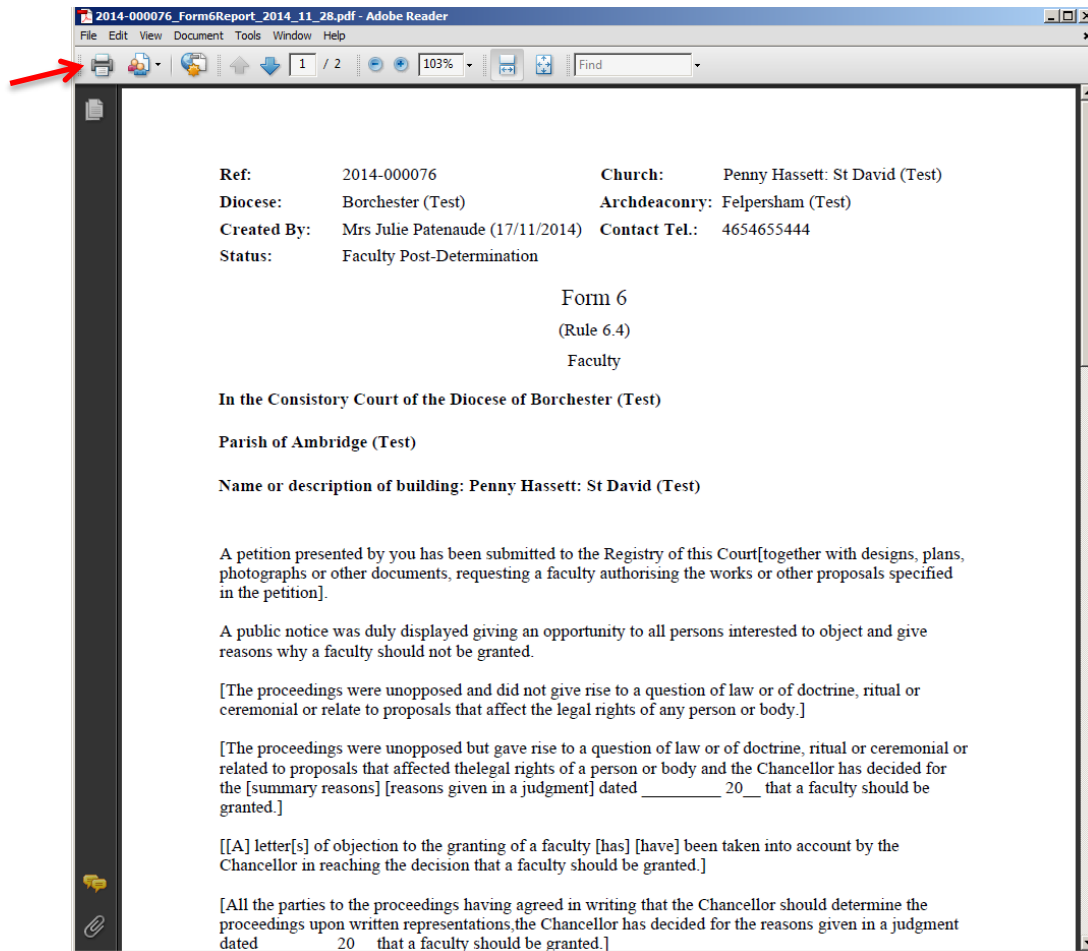 2014-000076_Form6Report_2014_11_28.pdf - Adobe Reader
File Edit View Document Tools Window Help
1 / 2 103% Find
Ref: 2014-000076 Church: Penny Hassett: St David (Test)
Diocese: Borchester (Test) Archdeaconry: Felpersham (Test)
Created By: Mrs Julie Patenaude (17/11/2014) Contact Tel.: 4654655444
Status: Faculty Post-Determination
Form 6
(Rule 6.4)
Faculty
In the Consistory Court of the Diocese of Borchester (Test)
Parish of Ambridge (Test)
Name or description of building: Penny Hassett: St David (Test)
A petition presented by you has been submitted to the Registry of this Court[together with designs, plans,
photographs or other documents, requesting a faculty authorising the works or other proposals specified
in the petition].
A public notice was duly displayed giving an opportunity to all persons interested to object and give
reasons why a faculty should not be granted.
[The proceedings were unopposed and did not give rise to a question of law or of doctrine, ritual or
ceremonial or relate to proposals that affect the legal rights of any person or body.]
[The proceedings were unopposed but gave rise to a question of law or of doctrine, ritual or ceremonial or
related to proposals that affected thelegal rights of a person or body and the Chancellor has decided for
the [summary reasons] [reasons given in a judgment] dated _________ 20__ that a faculty should be
granted.]
[[A] letter[s] of objection to the granting of a faculty [has] [have] been taken into account by the
Chancellor in reaching the decision that a faculty should be granted.]
[All the parties to the proceedings having agreed in writing that the Chancellor should determine the
proceedings upon written representations,the Chancellor has decided for the reasons given in a judgment
dated _________ 20__ that a faculty should be granted.]